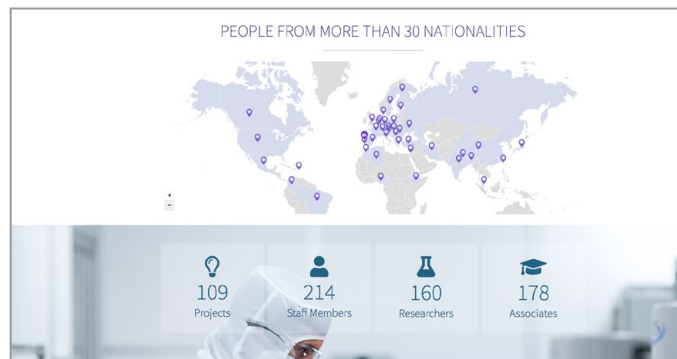 PEOPLE FROM MORE THAN 30 NATIONALITIES
+
−
109
Projects
214
Staff Members
160
Researchers
178
Associates